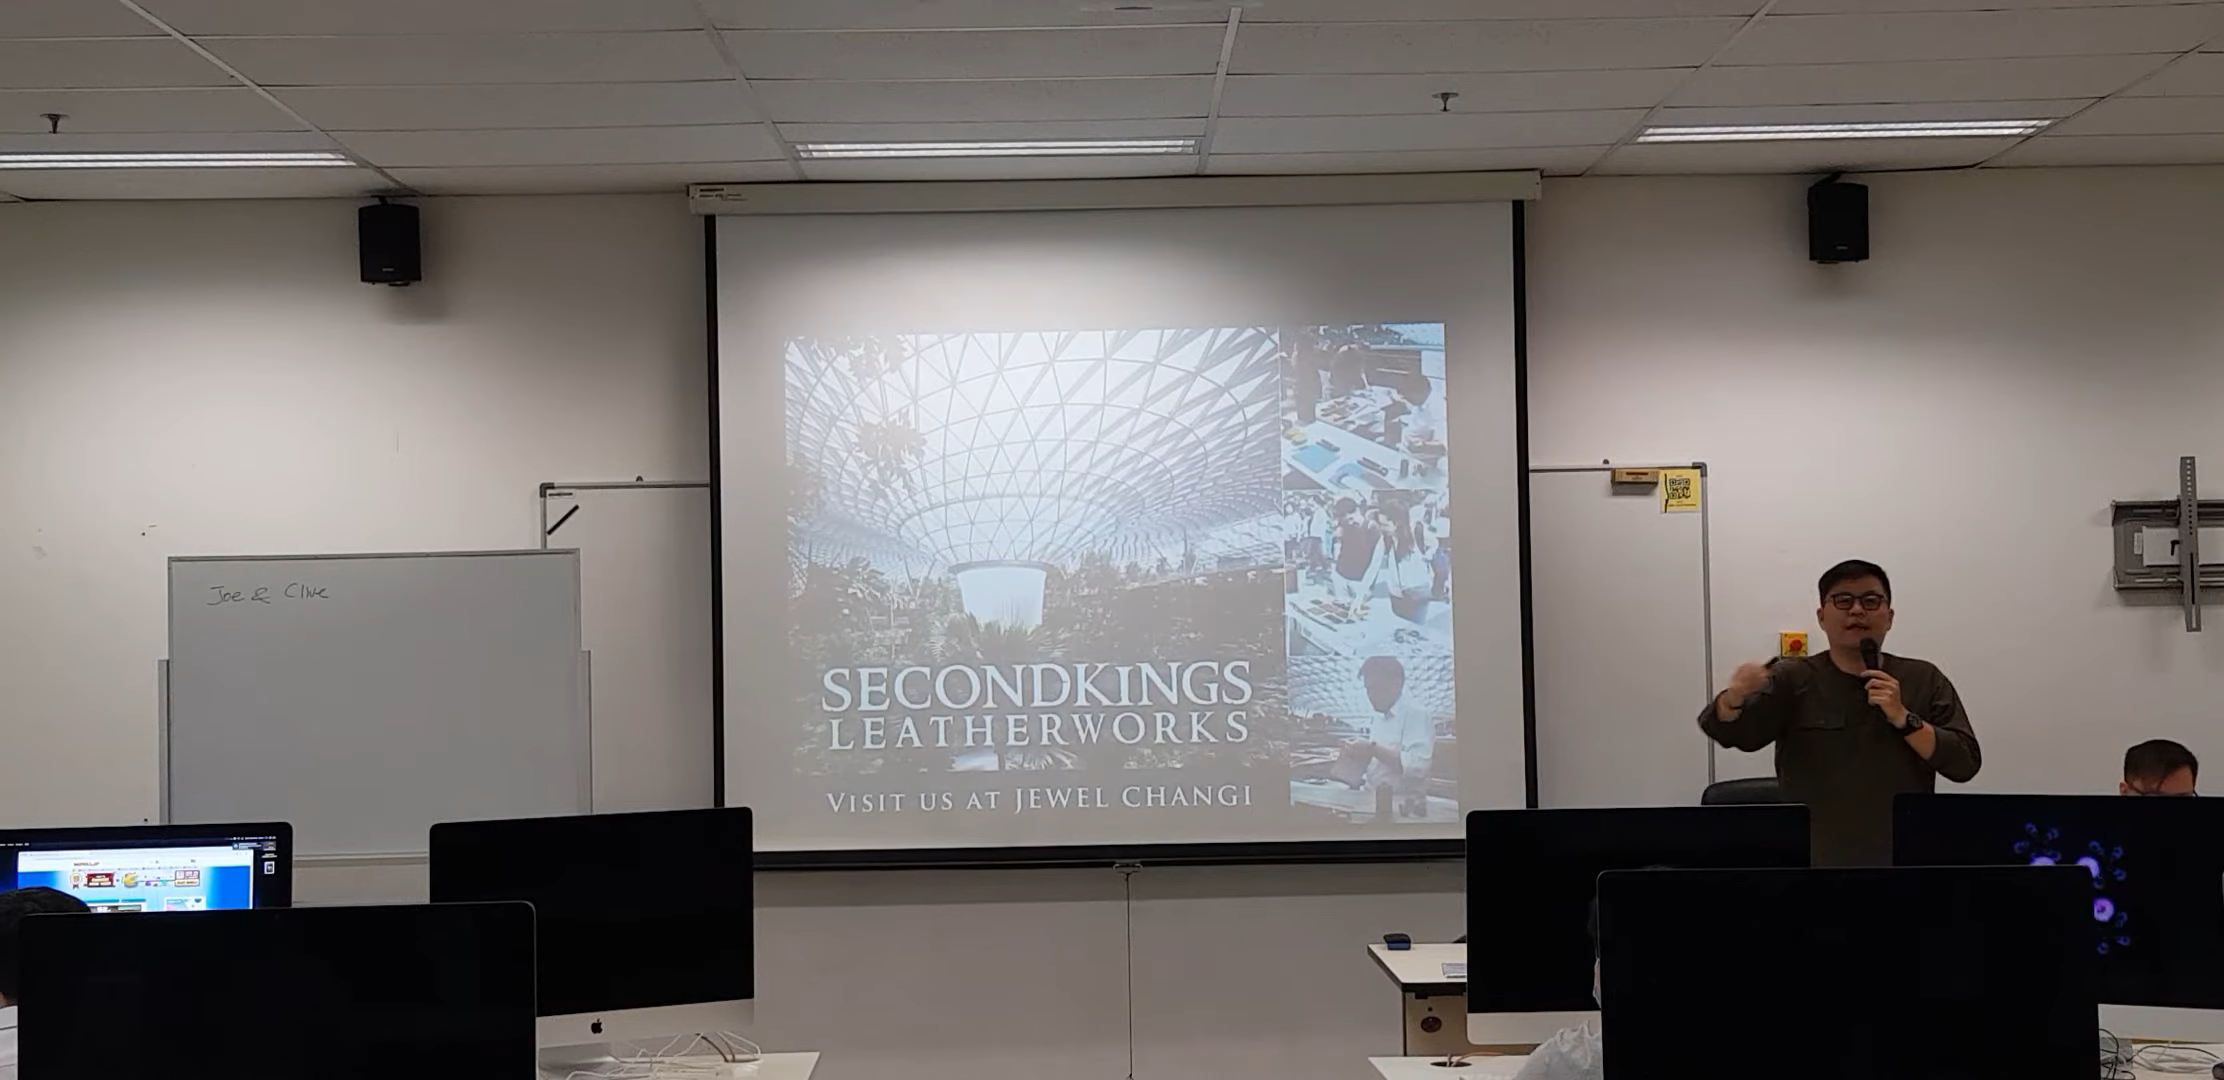 Joe & Clive
SECONDKINGS
LEATHERWORKS
VISIT US AT JEWEL CHANGI